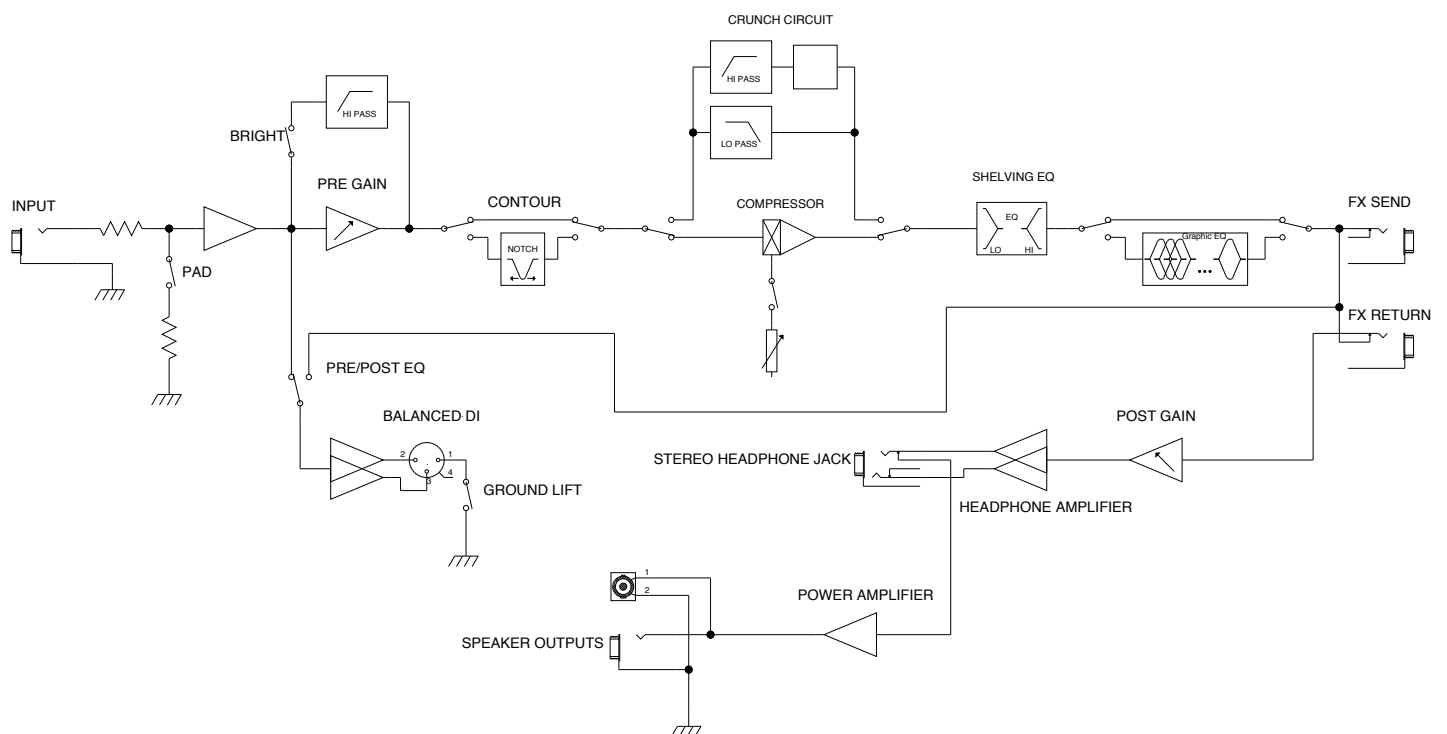 CRUNCH CIRCUIT
HI PASS
HI PASS
BRIGHT
LO PASS
PRE GAIN
SHELVING EQ
INPUT
CONTOUR
COMPRESSOR
FX SEND
EQ
LO
HI
Graphic EQ
NOTCH
PAD
FX RETURN
PRE/POST EQ
BALANCED DI
POST GAIN
2
1
4
3
STEREO HEADPHONE JACK
GROUND LIFT
HEADPHONE AMPLIFIER
1
2
POWER AMPLIFIER
SPEAKER OUTPUTS